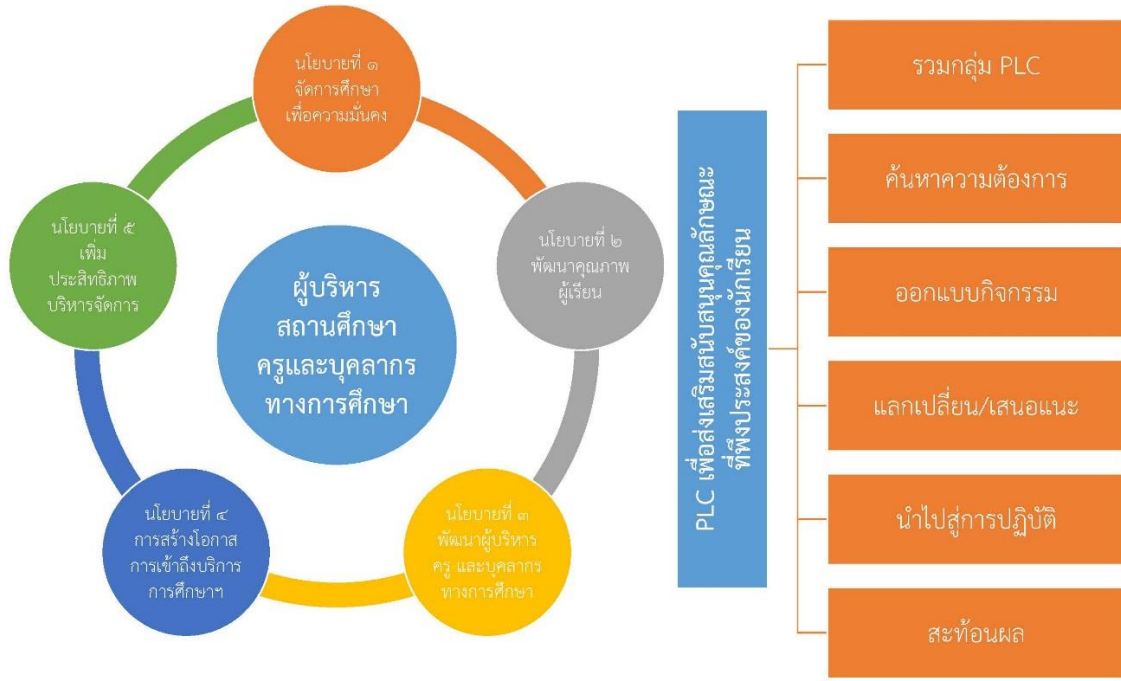 นโยบายที่ ๑
จัดการศึกษา
เพื่อความมั่นคง
นโยบายที่ ๒
พัฒนาคุณภาพ
ผู้เรียน
นโยบายที่ ๓
พัฒนาผู้บริหาร
ครู และบุคลากร
ทางการศึกษา
นโยบายที่ ๔
การสร้างโอกาส
การเข้าถึงบริการ
การศึกษาฯ
นโยบายที่ ๕
เพิ่ม
ประสิทธิภาพ
บริหารจัดการ
ผู้บริหาร
สถานศึกษา
ครูและบุคลากร
ทางการศึกษา
PLC เพื่อส่งเสริมสนับสนุนคุณลักษณะ
ที่พึงประสงค์ของนักเรียน
รวมกลุ่ม PLC
ค้นหาความต้องการ
ออกแบบกิจกรรม
แลกเปลี่ยน/เสนอแนะ
นำไปสู่การปฏิบัติ
สะท้อนผล